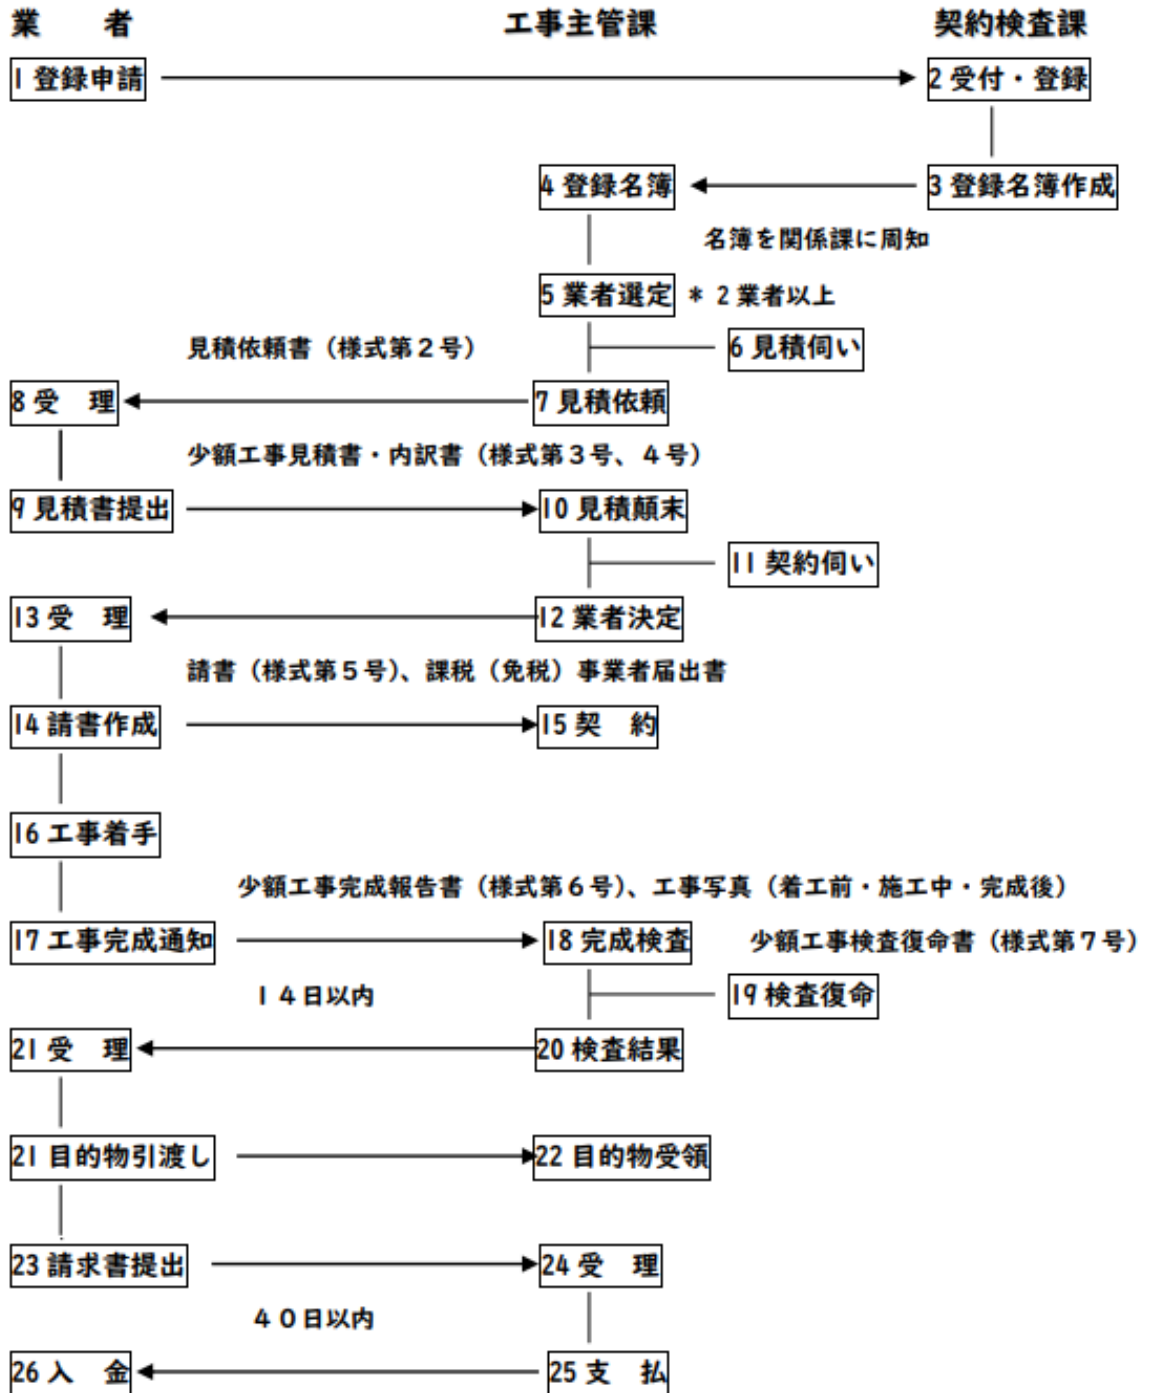 業　者　工事主管課　契約検査課
1 登録申請　2 受付・登録
4 登録名簿　3 登録名簿作成
名簿を関係課に周知
5 業者選定　＊２業者以上
見積依頼書（様式第２号）　6 見積伺い
8 受　理　7 見積依頼
少額工事見積書・内訳書（様式第３号、４号）
9 見積書提出　10 見積顛末
11 契約伺い
13 受　理　12 業者決定
請書（様式第５号）、課税（免税）事業者届出書
14 請書作成　15 契　約
16 工事着手
少額工事完成報告書（様式第６号）、工事写真（着工前・施工中・完成後）
17 工事完成通知　18 完成検査　少額工事検査復命書（様式第７号）
１４日以内　19 検査復命
21 受　理　20 検査結果
21 目的物引渡し　22 目的物受領
23 請求書提出　24 受　理
４０日以内
26 入　金　25 支　払